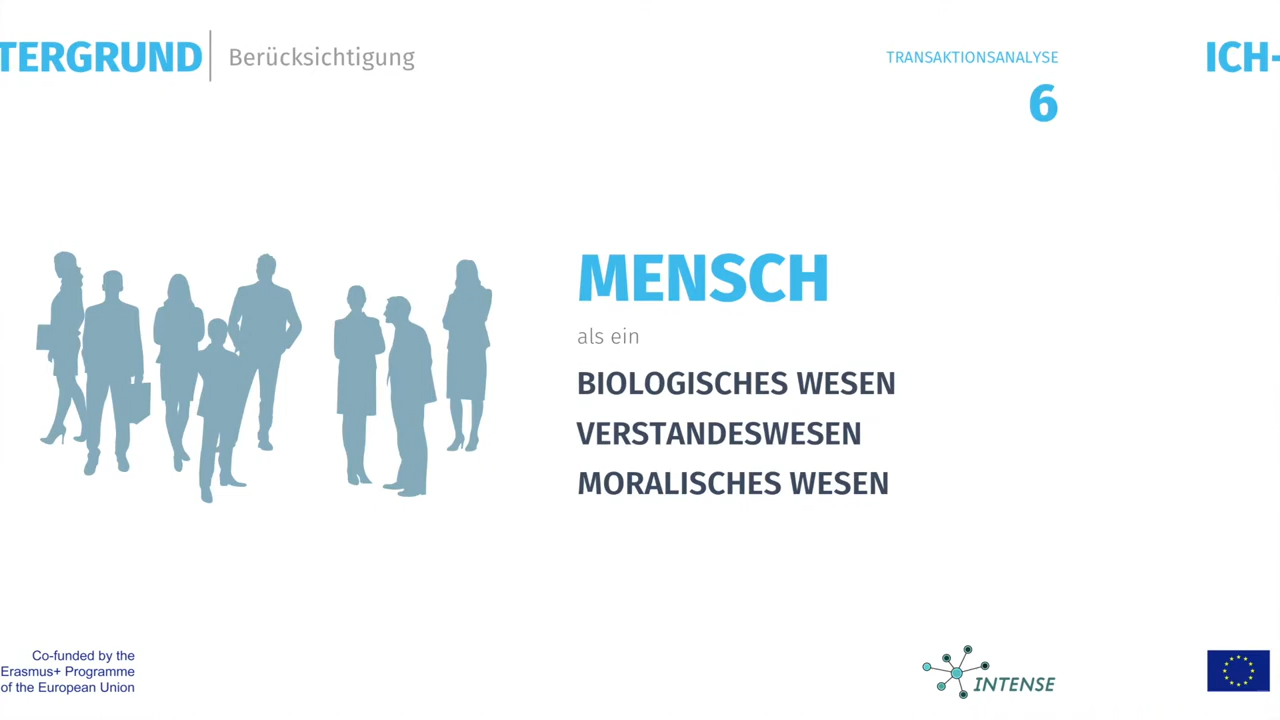 TERGRUND
Berücksichtigung
TRANSAKTIONSANALYSE
6
ICH-
MENSCH
als ein
BIOLOGISCHES WESEN
VERSTANDESWESEN
MORALISCHES WESEN
Co-funded by the
Erasmus+ Programme
of the European Union
INTENSE